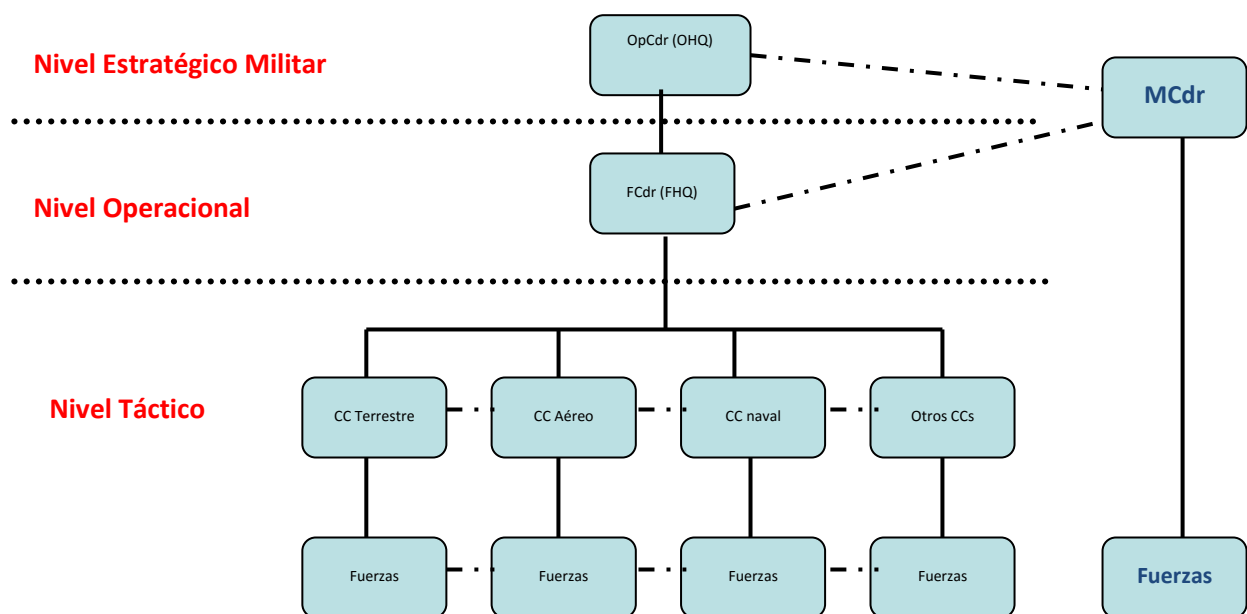 OpCdr (OHQ)
Nivel Estratégico Militar
MCdr
FCdr (FHQ)
Nivel Operacional
Nivel Táctico
CC Terrestre
CC Aéreo
CC naval
Otros CCs
Fuerzas
Fuerzas
Fuerzas
Fuerzas
Fuerzas